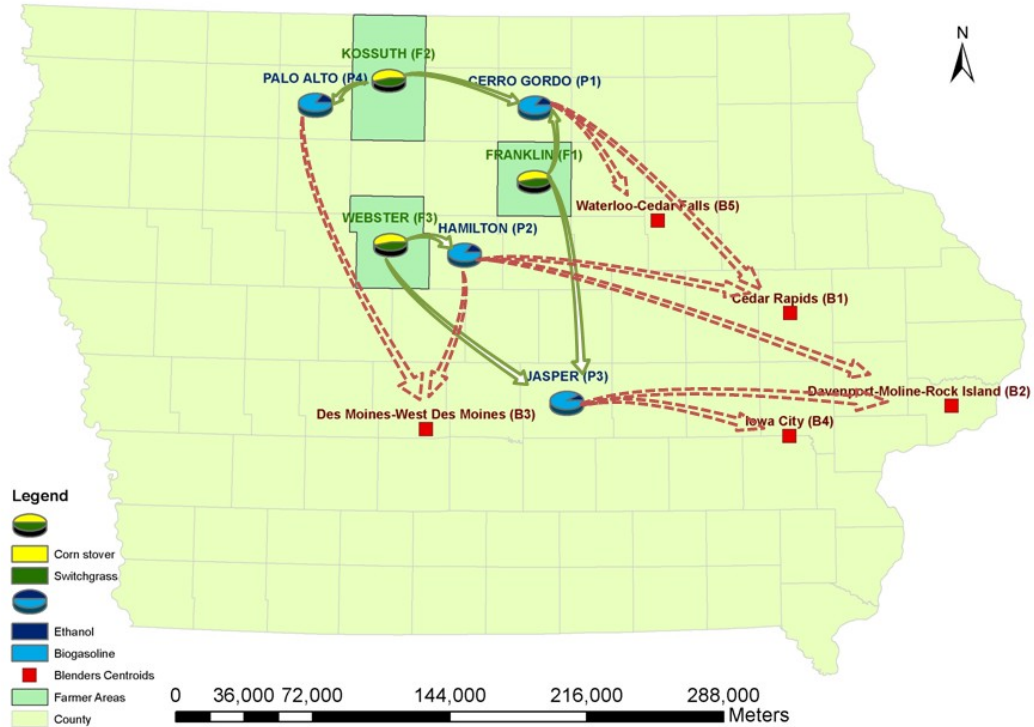 N
KOSSUTH (F2)
PALO ALTO (P4)
CERRO GORDO (P1)
FRANKLIN (F1)
Waterloo-Cedar Falls (B5)
WEBSTER (F3)
HAMILTON (P2)
Cedar Rapids (B1)
JASPER (P3)
Davenport-Moline-Rock Island (B2)
Des Moines-West Des Moines (B3)
Iowa City (B4)
Legend
Corn stover
Switchgrass
Ethanol
Biogasoline
Blenders Centroids
Farmer Areas
County
0 36,000 72,000 144,000 216,000 288,000
Meters